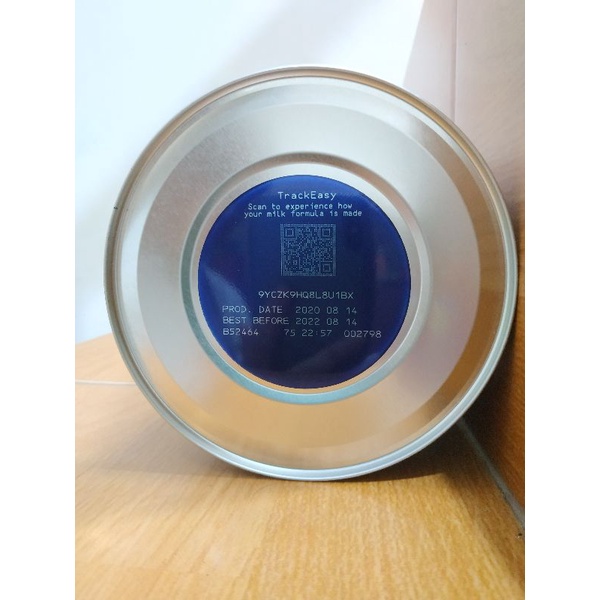 TrackEasy
Scan to experience how
your milk formula is made
9YCZK9HQ8L8U1BX
PROD. DATE 2020 08 14
BEST BEFORE 2022 08 14
B52464 75 22:57 002798